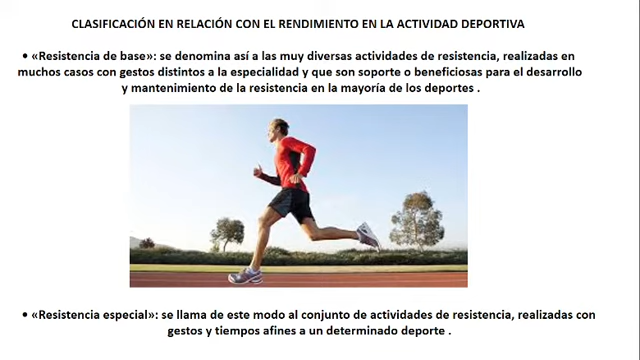 CLASIFICACIÓN EN RELACIÓN CON EL RENDIMIENTO EN LA ACTIVIDAD DEPORTIVA
• «Resistencia de base»: se denomina así a las muy diversas actividades de resistencia, realizadas en
muchos casos con gestos distintos a la especialidad y que son soporte o beneficiosas para el desarrollo
y mantenimiento de la resistencia en la mayoría de los deportes .
• «Resistencia especial»: se llama de este modo al conjunto de actividades de resistencia, realizadas con
gestos y tiempos afines a un determinado deporte .